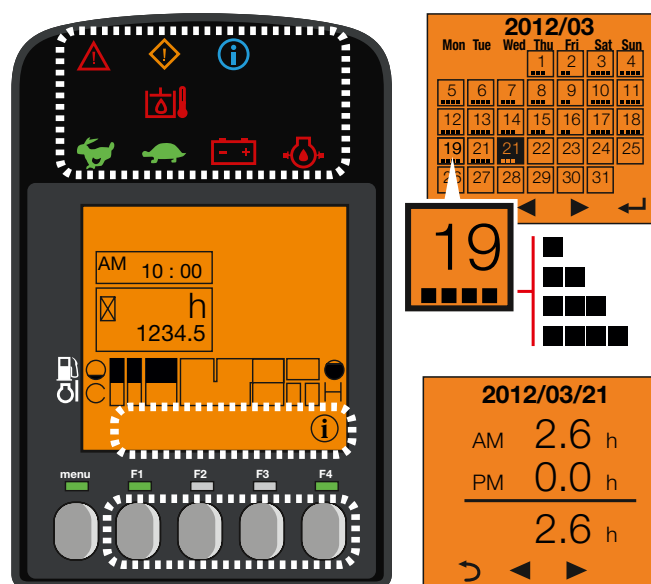 AM 10 : 00
h
1234.5
C H
i
menu F1 F2 F3 F4
2012/03
Mon Tue Wed Thu Fri Sat Sun
1 2 3 4
5 6 7 8 9 10 11
12 13 14 15 16 17 18
19 21 21 22 23 24 25
26 27 28 29 30 31
19
2012/03/21
AM 2.6 h
PM 0.0 h
2.6 h